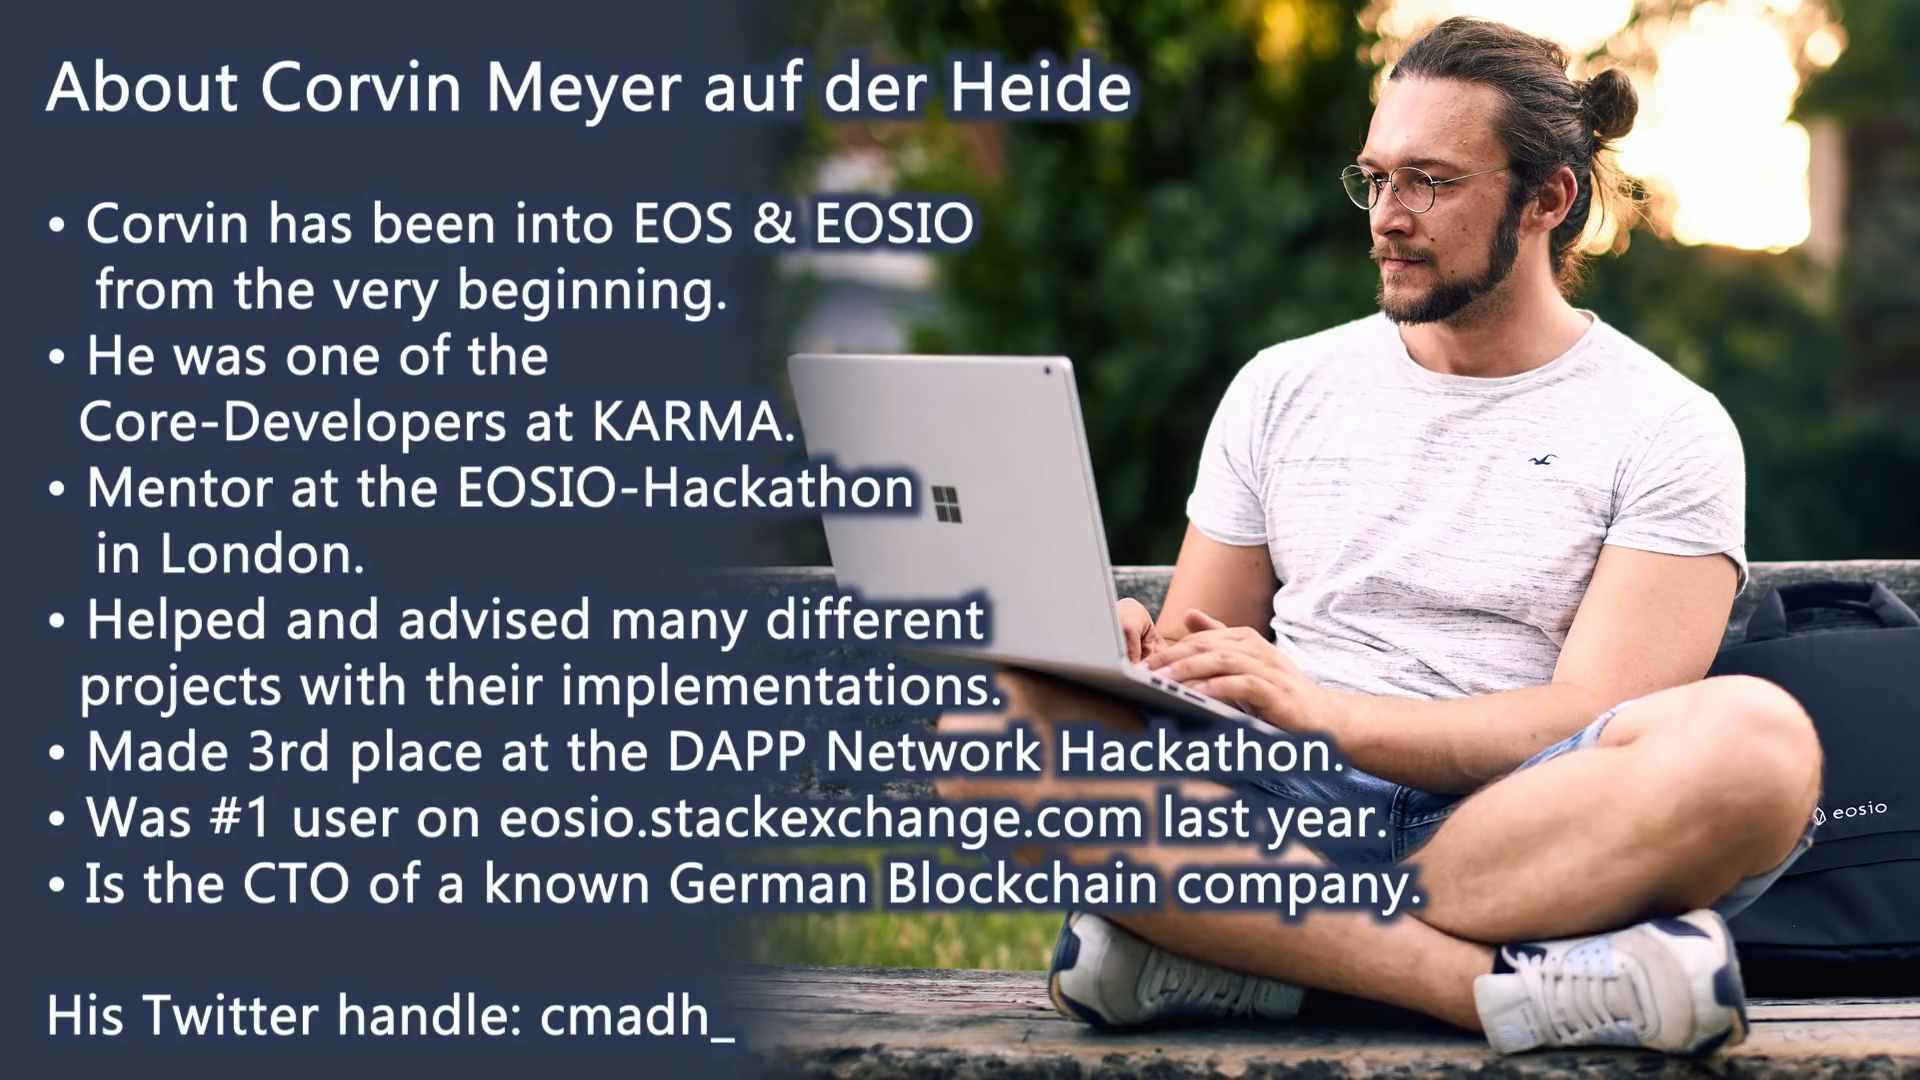 About Corvin Meyer auf der Heide
• Corvin has been into EOS & EOSIO
from the very beginning.
• He was one of the
Core-Developers at KARMA.
• Mentor at the EOSIO-Hackathon
in London.
• Helped and advised many different
projects with their implementations.
• Made 3rd place at the DAPP Network Hackathon.
• Was #1 user on eosio.stackexchange.com last year.
• Is the CTO of a known German Blockchain company.
His Twitter handle: cmadh_
eosio